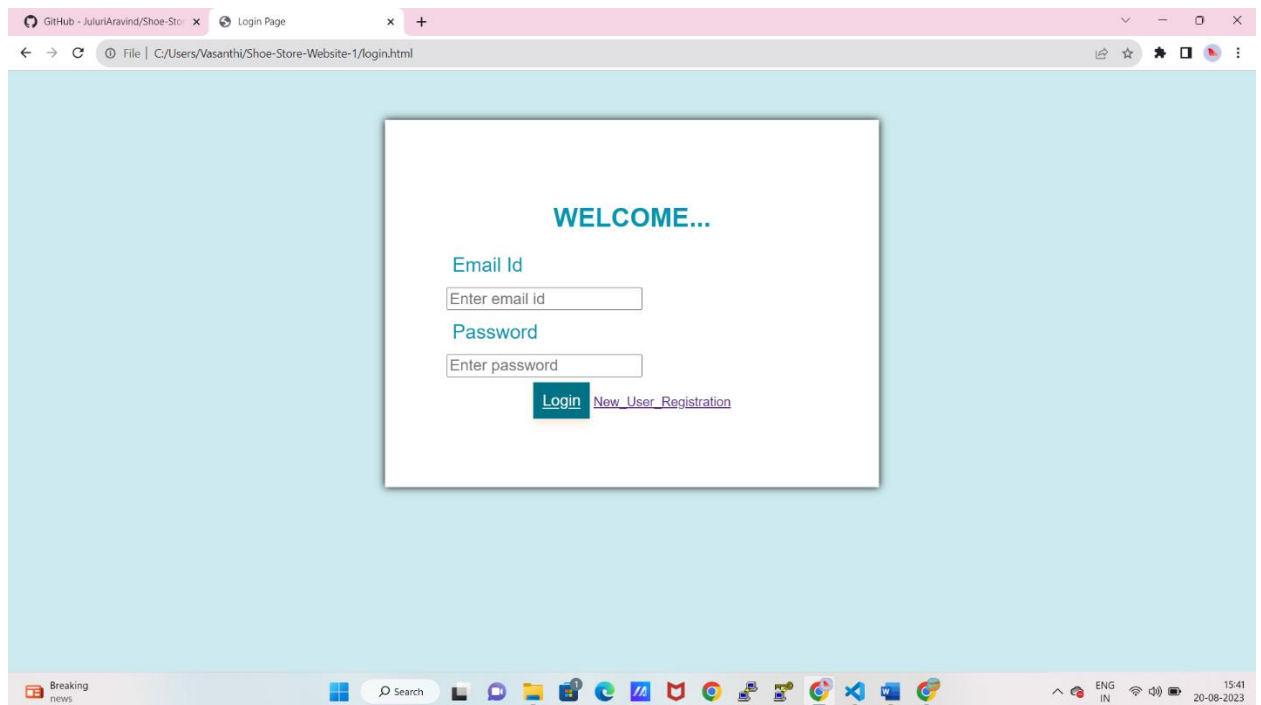 GitHub - JuluriAravind/Shoe-Stor
Login Page
File | C:/Users/Vasanthi/Shoe-Store-Website-1/login.html
WELCOME...
Email Id
Enter email id
Password
Enter password
Login New_User_Registration
Breaking
news
Search
ENG
IN
15:41
20-08-2023